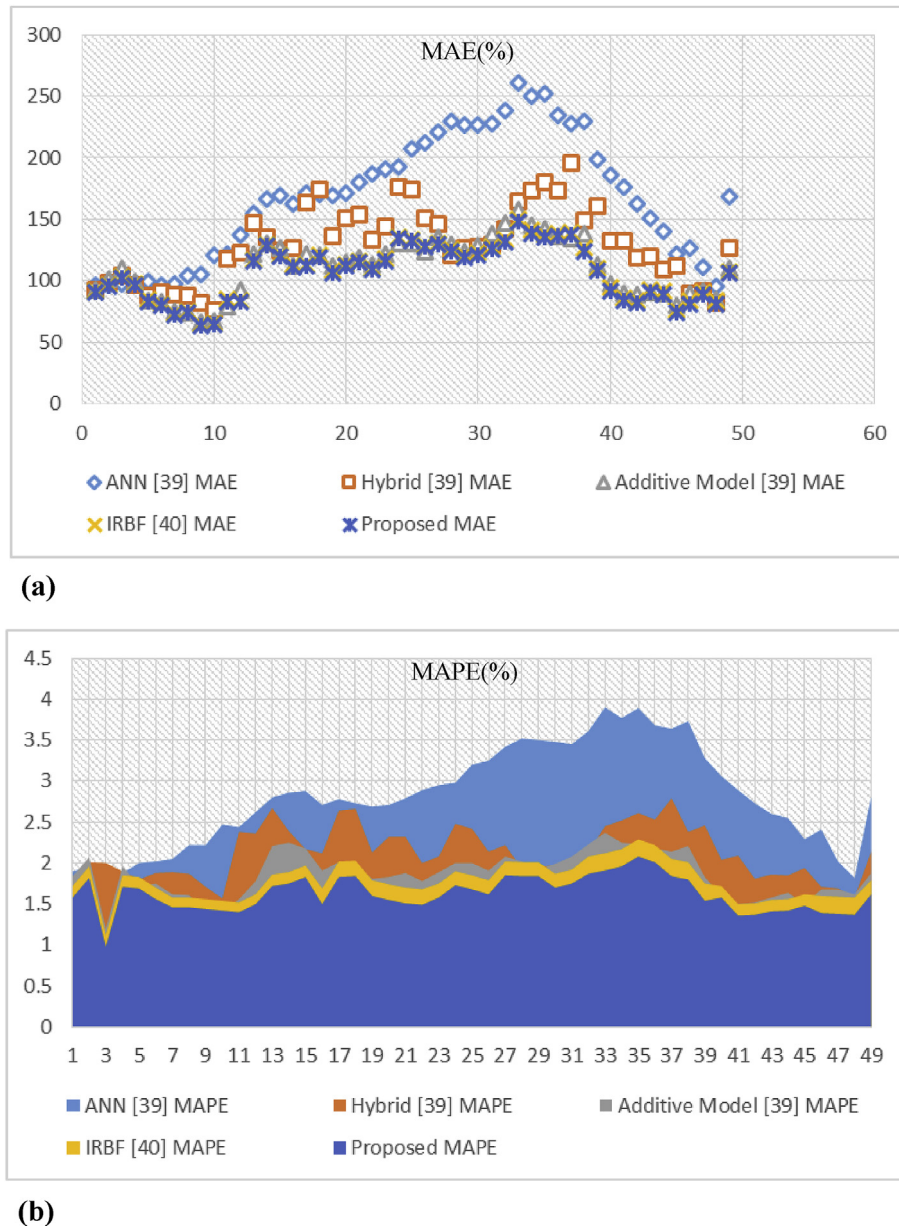 MAE(%)
300
250
200
150
100
50
0
0 10 20 30 40 50 60
ANN [39] MAE Hybrid [39] MAE Additive Model [39] MAE
IRBF [40] MAE Proposed MAE
(a)
MAPE(%)
4.5
4
3.5
3
2.5
2
1.5
1
0.5
0
1 3 5 7 9 11 13 15 17 19 21 23 25 27 29 31 33 35 37 39 41 43 45 47 49
ANN [39] MAPE Hybrid [39] MAPE Additive Model [39] MAPE
IRBF [40] MAPE Proposed MAPE
(b)